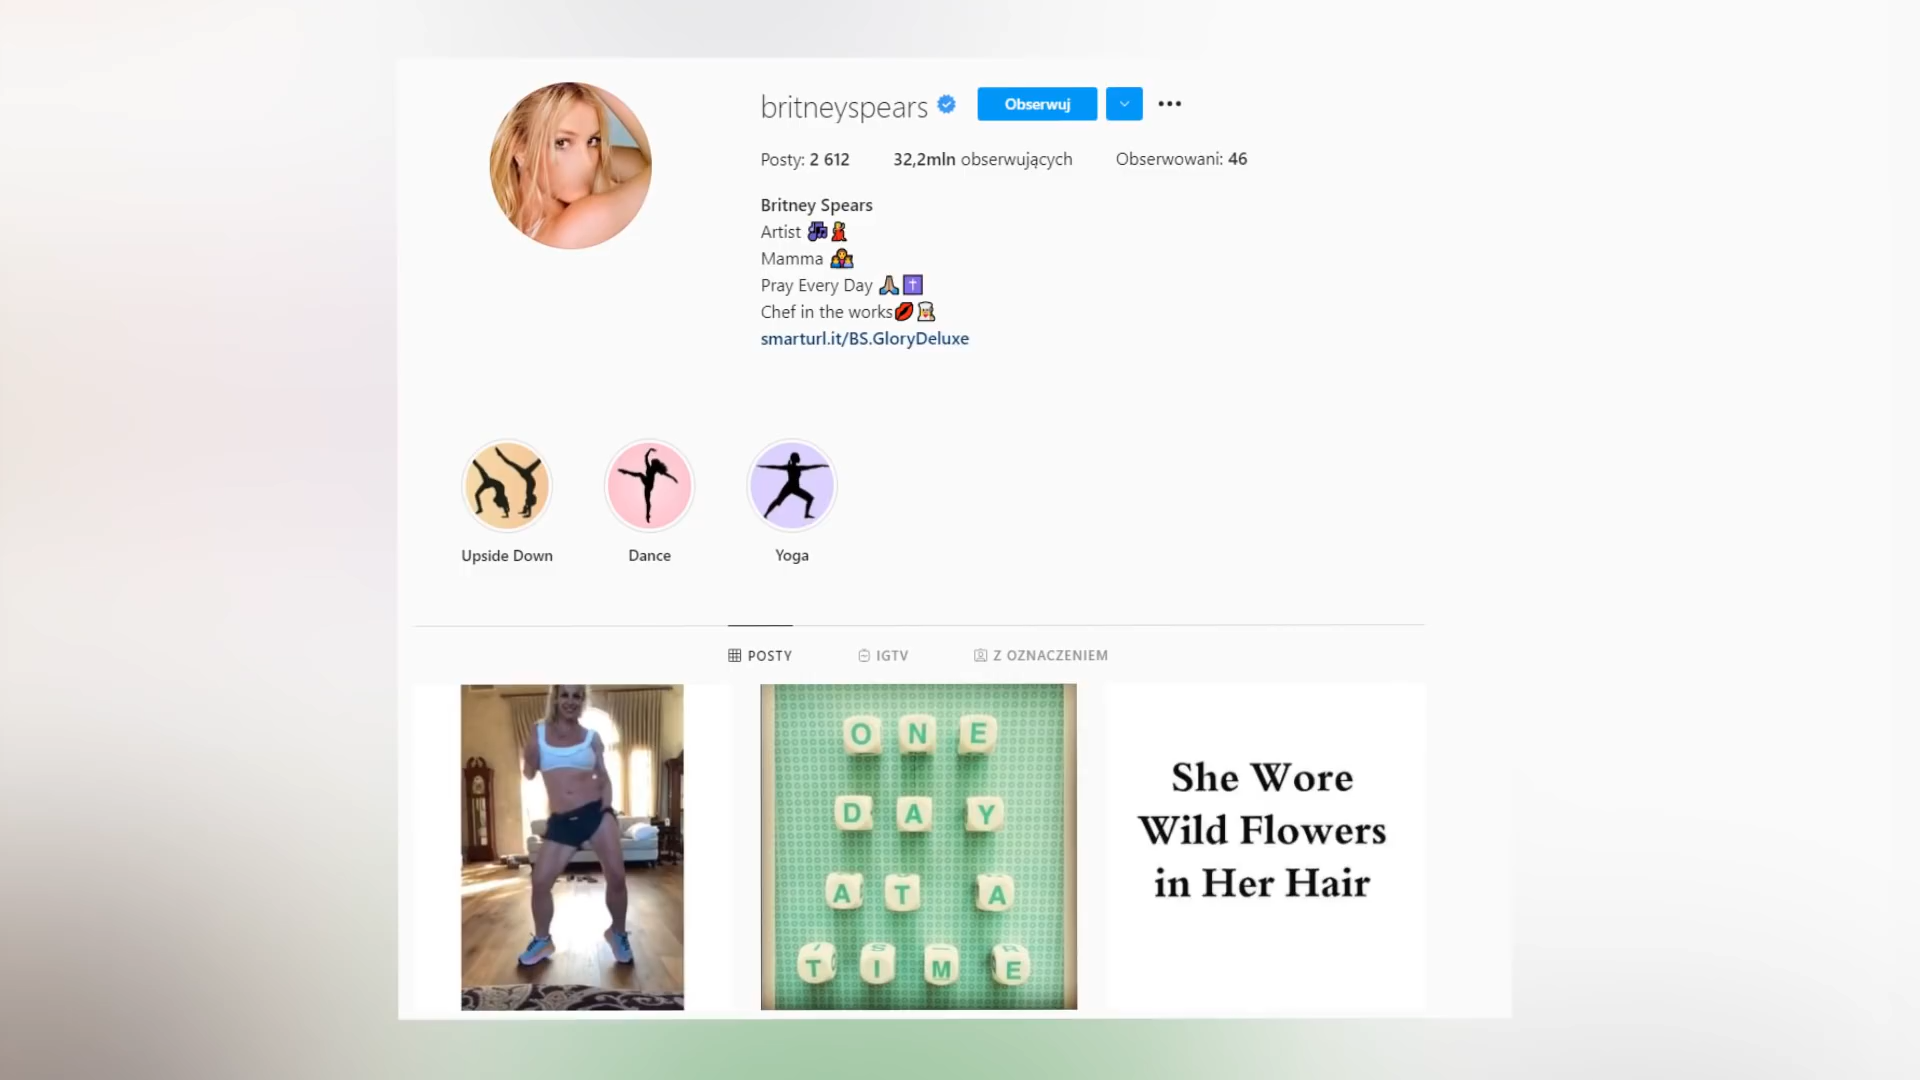 britneyspears
Obserwuj
Posty: 2 612
32,2mln obserwujących
Obserwowani: 46
Britney Spears
Artist 🎶💃
Mamma 👩‍👧‍👦
Pray Every Day 🙏🏼✝️
Chef in the works💋👩🏼‍🍳
smarturl.it/BS.GloryDeluxe
Upside Down
Dance
Yoga
POSTY
IGTV
Z OZNACZENIEM
ONE
DAY
AT A
TIME
She Wore
Wild Flowers
in Her Hair